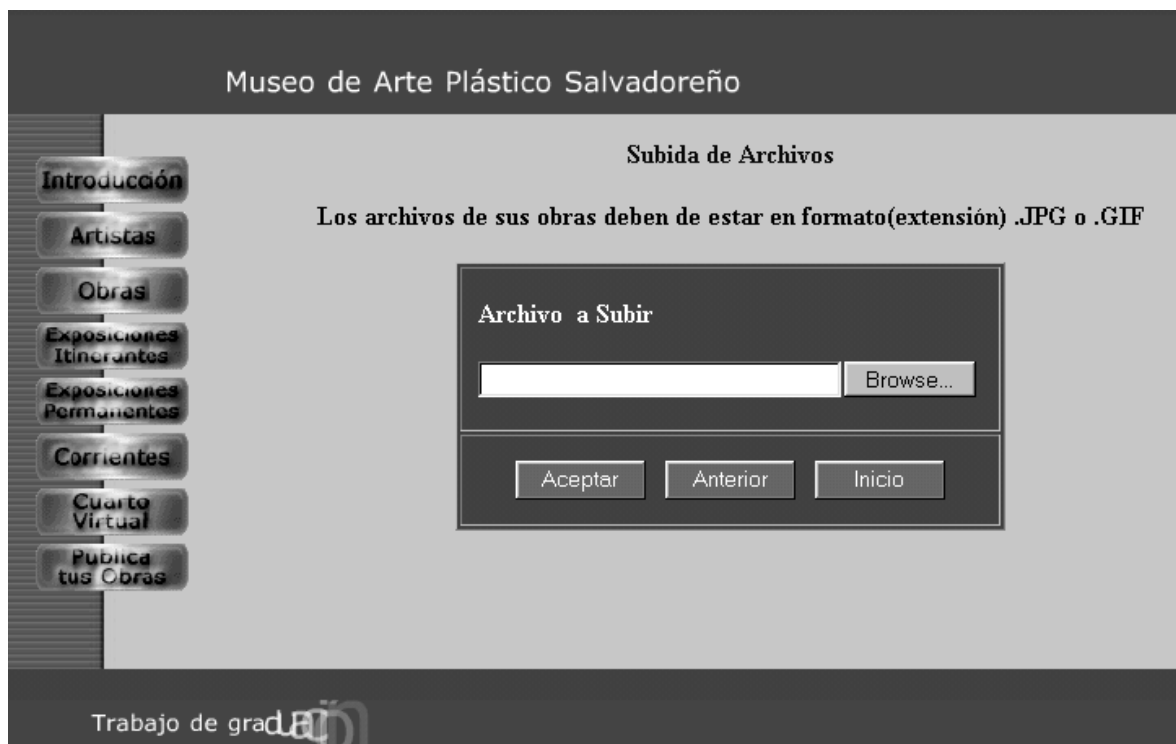 Museo de Arte Plástico Salvadoreño
Subida de Archivos
Los archivos de sus obras deben de estar en formato(extensión) .JPG o .GIF
Introducción
Artistas
Obras
Exposiciones
Itinerantes
Exposiciones
Permanentes
Corrientes
Cuarto
Virtual
Publica
tus Obras
Archivo a Subir
Browse...
Aceptar
Anterior
Inicio
Trabajo de graduación